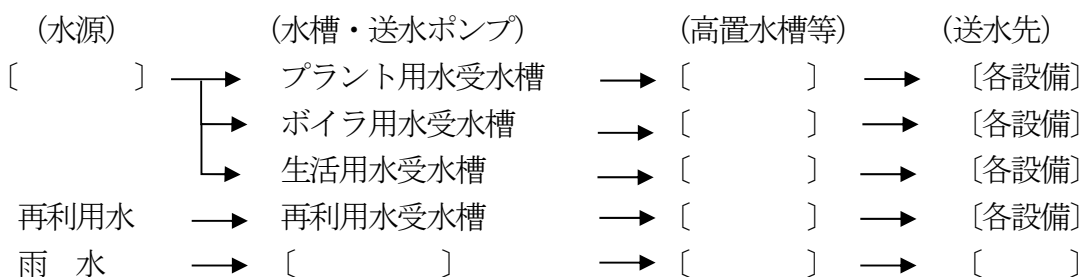 (水源) (水槽・送水ポンプ) (高置水槽等) (送水先)
〔 〕 プラント用水受水槽 〔 〕 〔各設備〕
ボイラ用水受水槽 〔 〕 〔各設備〕
生活用水受水槽 〔 〕 〔各設備〕
再利用水 再利用水受水槽 〔 〕 〔各設備〕
雨 水 〔 〕 〔 〕 〔 〕